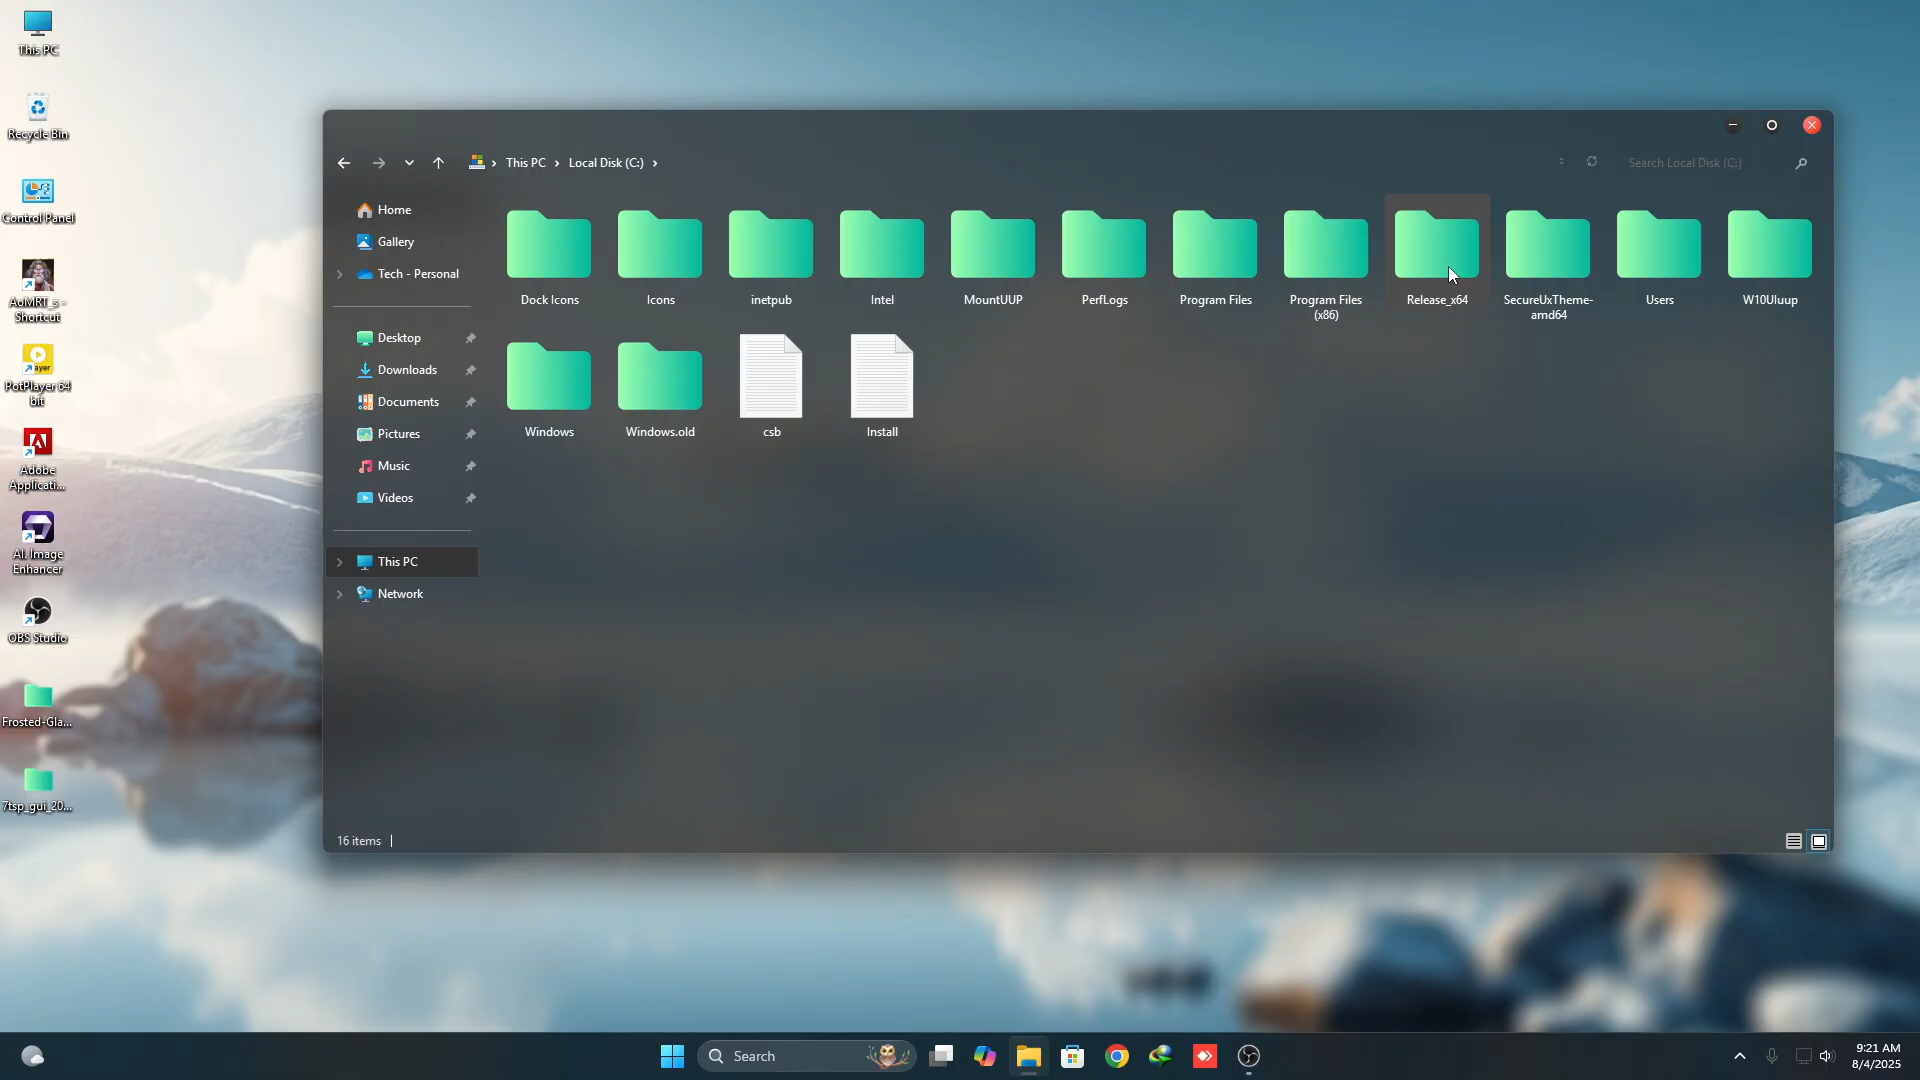 This PC
Recycle Bin
Control Panel
AoMRT_s -
Shortcut
PotPlayer 64
bit
Adobe
Applicati...
AI. Image
Enhancer
OBS Studio
Frosted-Gla...
7tsp_gui_20...
This PC
Local Disk (C:)
Search Local Disk (C:)
Home
Gallery
Tech - Personal
Desktop
Downloads
Documents
Pictures
Music
Videos
This PC
Network
Dock Icons
Icons
inetpub
Intel
MountUUP
PerfLogs
Program Files
Program Files
(x86)
Release_x64
SecureUxTheme-
amd64
Users
W10UIuup
Windows
Windows.old
csb
Install
16 items
Search
9:21 AM
8/4/2025